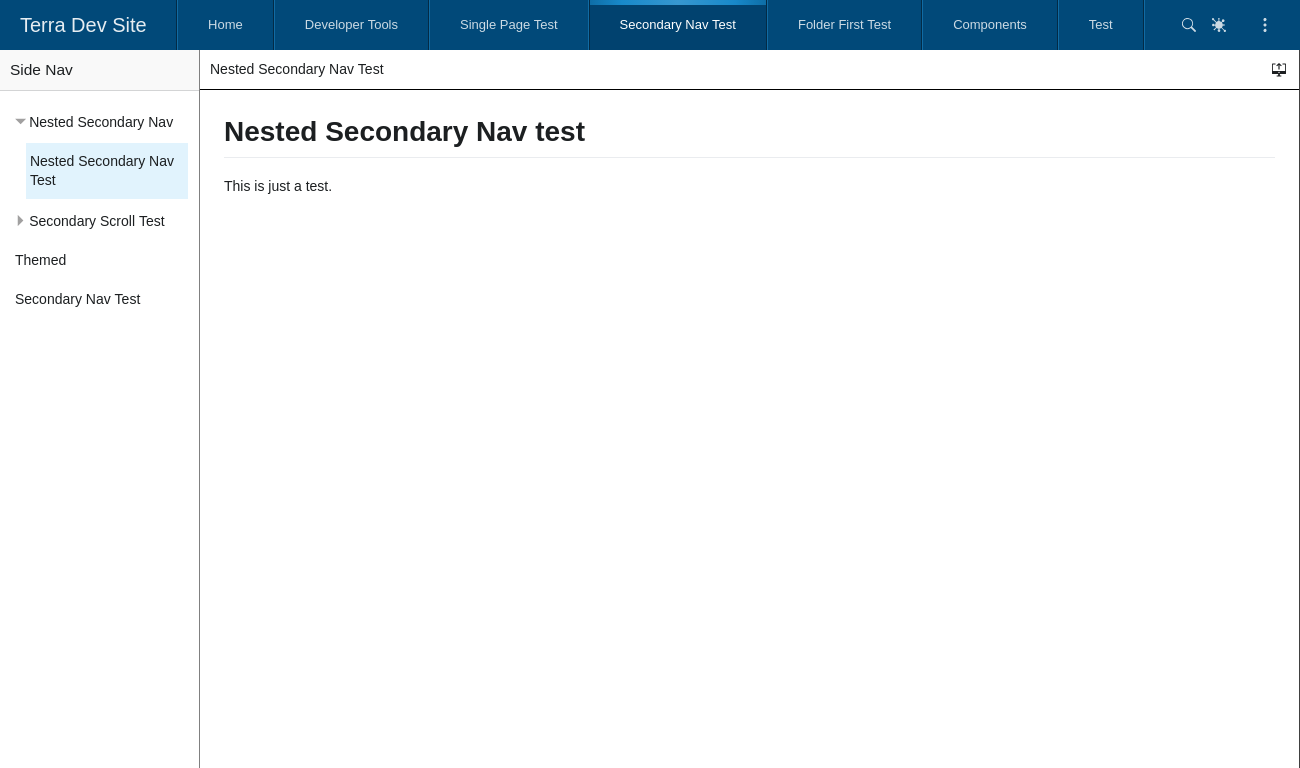 Terra Dev Site
Home
Developer Tools
Single Page Test
Secondary Nav Test
Folder First Test
Components
Test
Side Nav
Nested Secondary Nav
Nested Secondary Nav
Test
Secondary Scroll Test
Themed
Secondary Nav Test
Nested Secondary Nav Test
Nested Secondary Nav test
This is just a test.